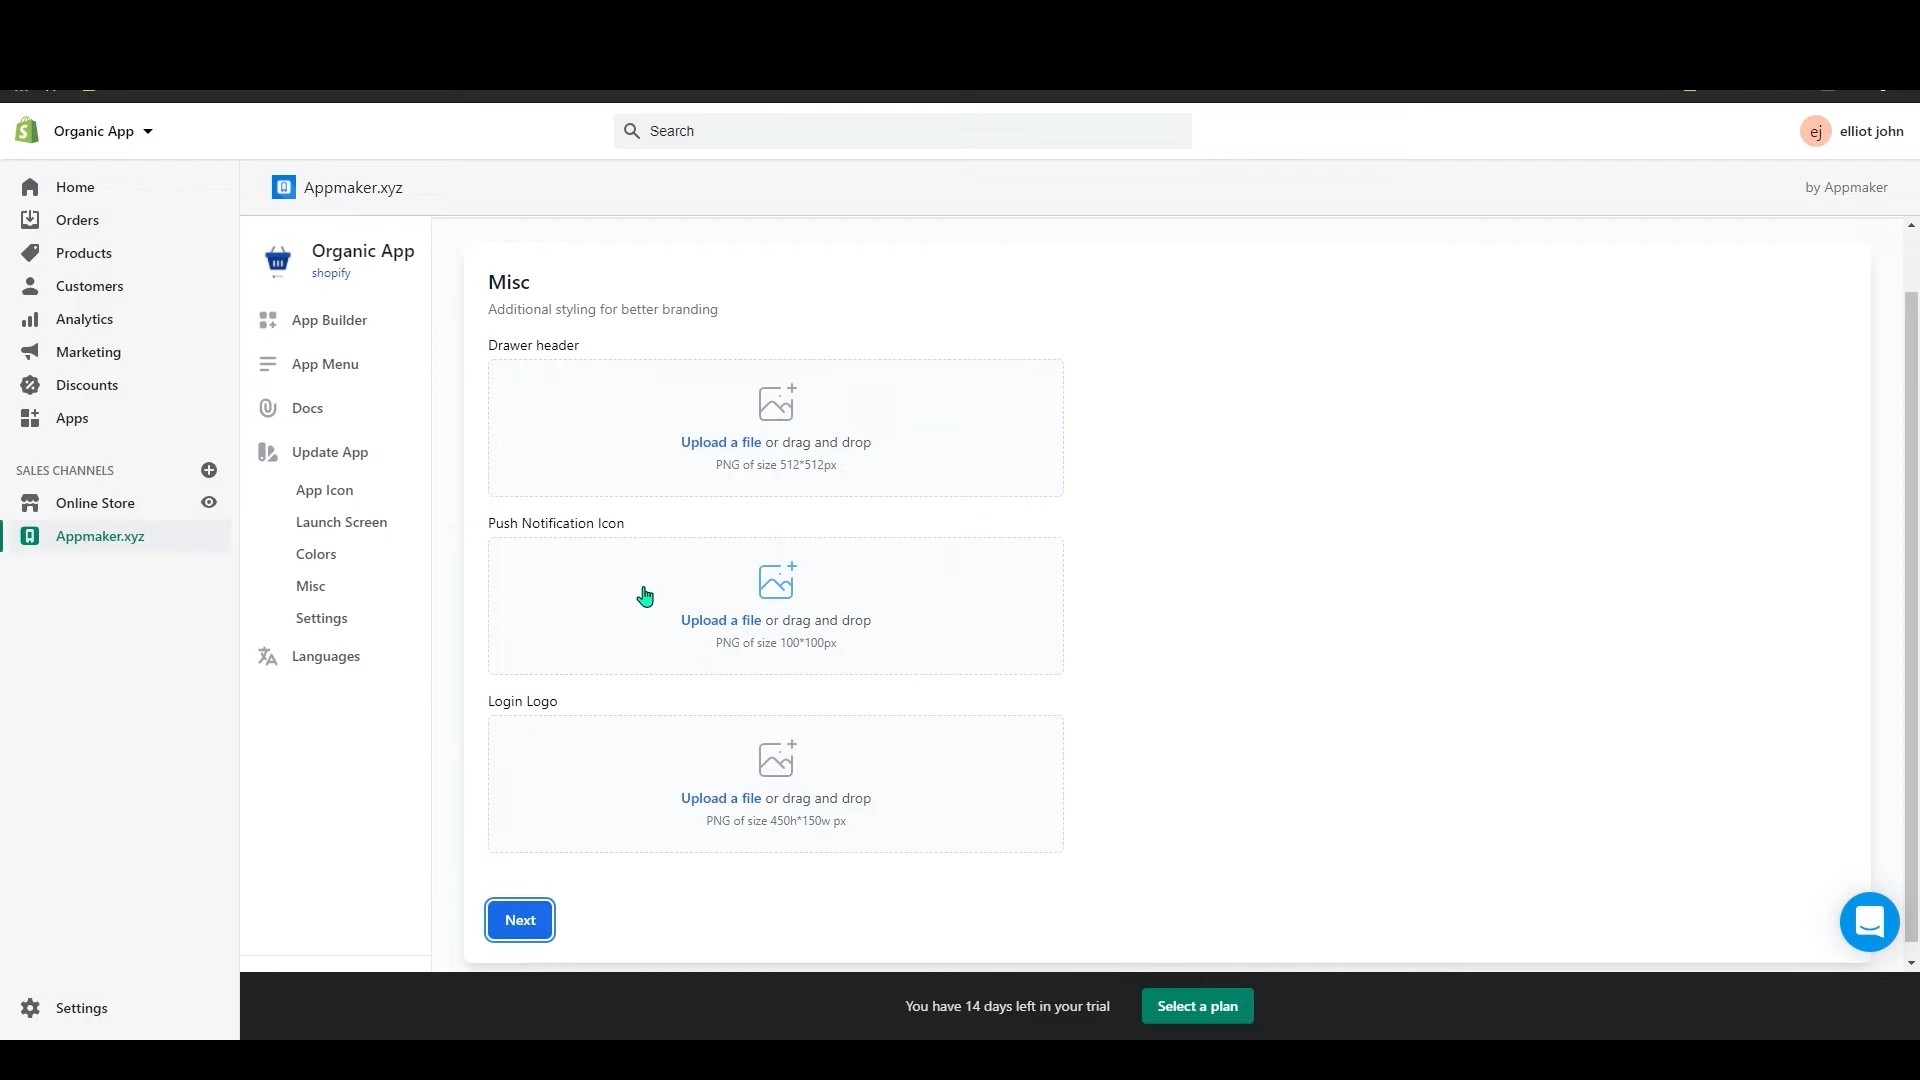 Organic App
Search
ej
elliot john
Home
Orders
Products
Customers
Analytics
Marketing
Discounts
Apps
SALES CHANNELS
Online Store
Appmaker.xyz
Settings
Appmaker.xyz
by Appmaker
Organic App
shopify
App Builder
App Menu
Docs
Update App
App Icon
Launch Screen
Colors
Misc
Settings
Languages
Misc
Additional styling for better branding
Drawer header
Upload a file or drag and drop
PNG of size 512*512px
Push Notification Icon
Upload a file or drag and drop
PNG of size 100*100px
Login Logo
Upload a file or drag and drop
PNG of size 450h*150w px
Next
You have 14 days left in your trial
Select a plan